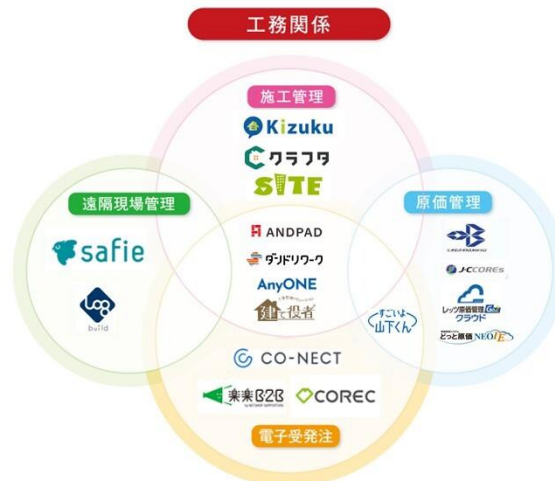 工務関係
施工管理
Kizuku
クラフタ
SITE
遠隔現場管理
原価管理
safie
ANDPAD
ダンドリワーク
AnyONE
建て役者
J-CCOREs
Log
build
レッツ原価管理Go2
クラウド
すごいよ
山下くん
どっと原価NEOIE
CO-NECT
楽楽B2B
COREC
電子受発注